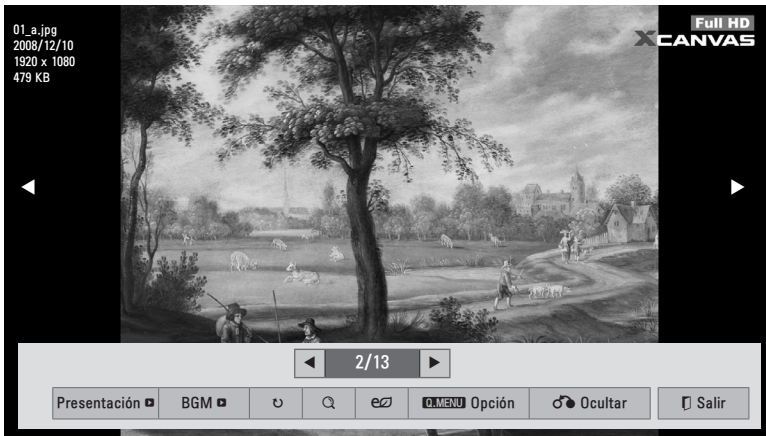 01_a.jpg
2008/12/10
1920 x 1080
479 KB
Full HD
XCANVAS
2/13
Presentación
BGM
Q.MENU Opción
Ocultar
Salir